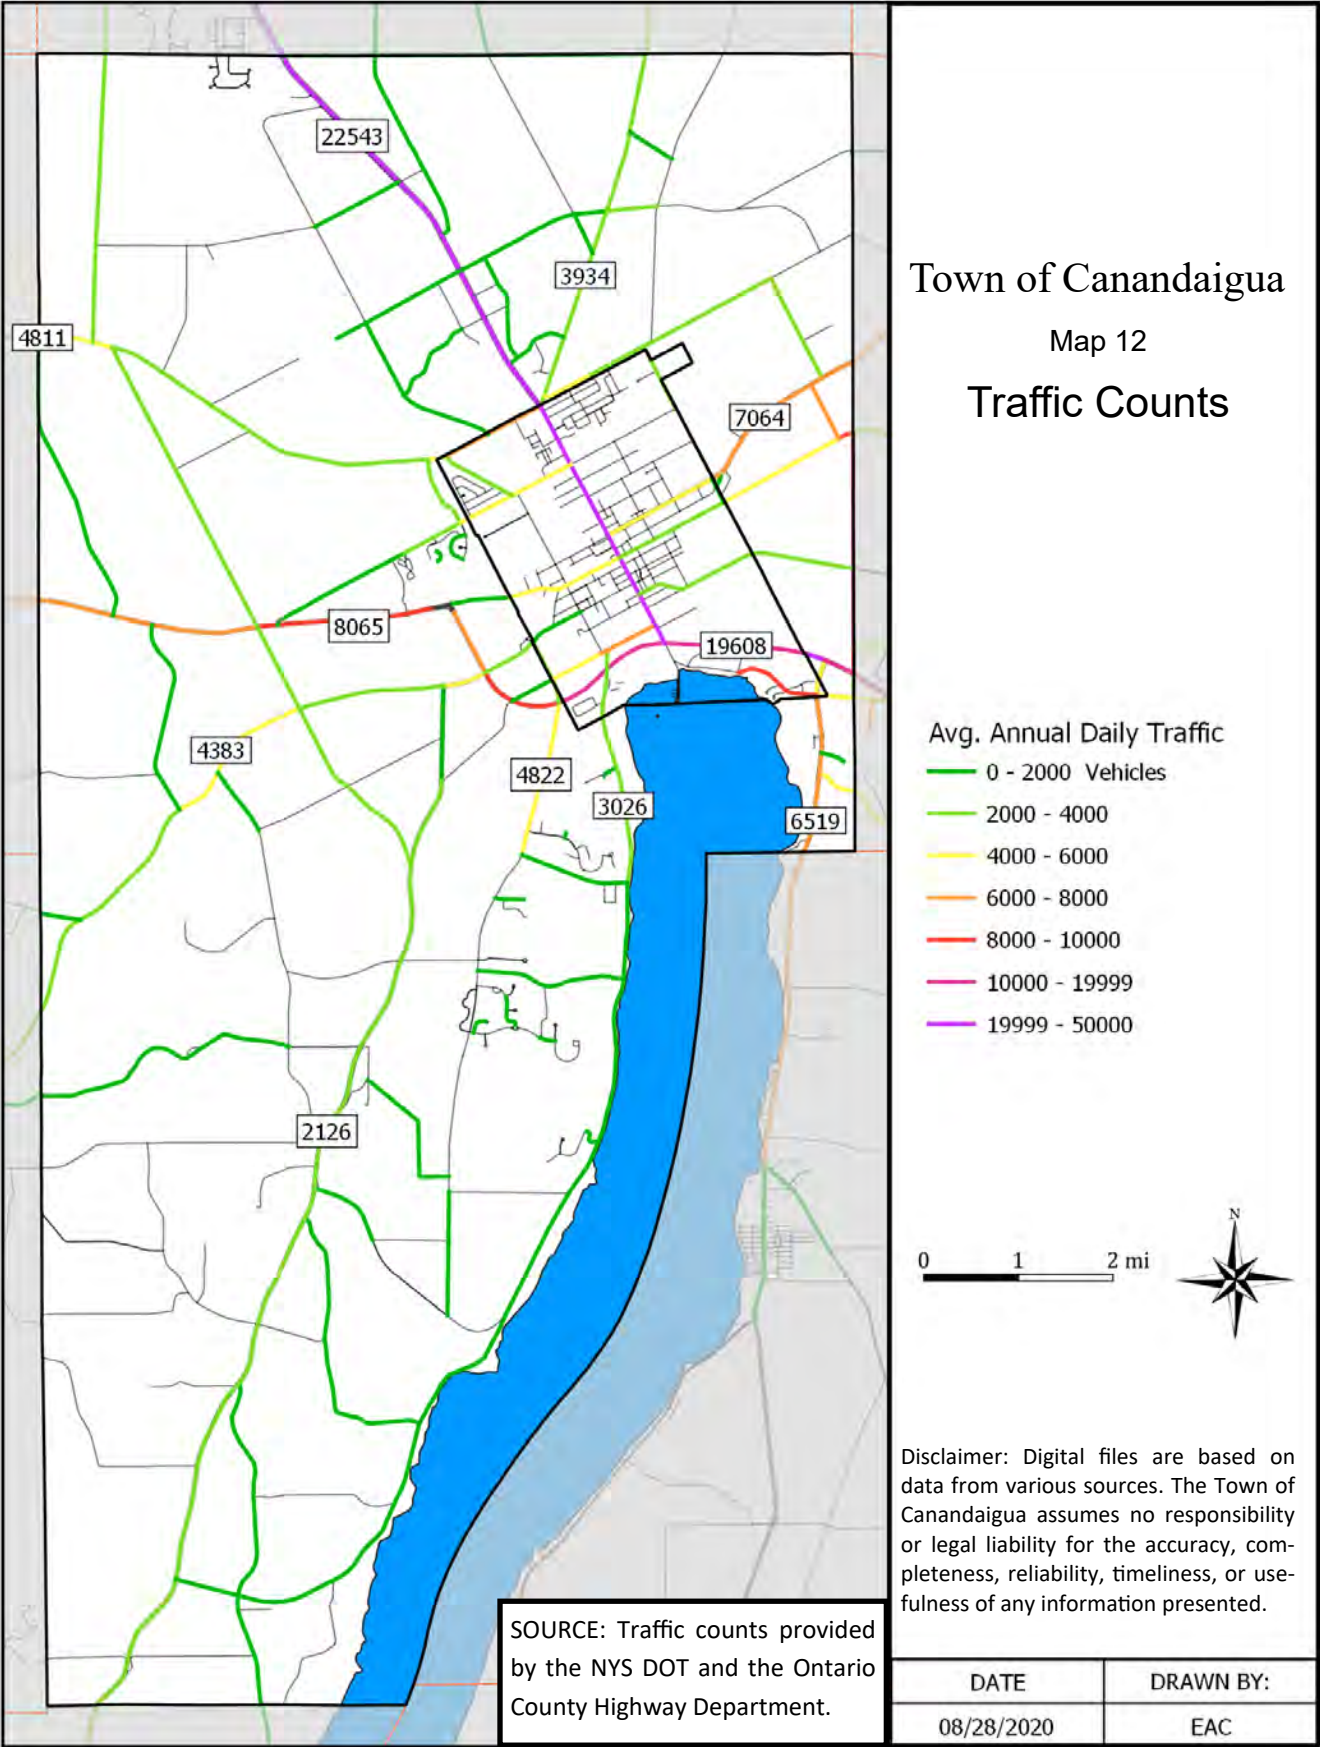 22543
3934
4811
7064
8065
19608
4383
4822
3026
6519
2126
Town of Canandaigua
Map 12
Traffic Counts
Avg. Annual Daily Traffic
0 - 2000 Vehicles
2000 - 4000
4000 - 6000
6000 - 8000
8000 - 10000
10000 - 19999
19999 - 50000
N
0 1 2 mi
Disclaimer: Digital files are based on
data from various sources. The Town of
Canandaigua assumes no responsibility
or legal liability for the accuracy, com-
pleteness, reliability, timeliness, or use-
fulness of any information presented.
SOURCE: Traffic counts provided
by the NYS DOT and the Ontario
County Highway Department.
DATE DRAWN BY:
08/28/2020 EAC